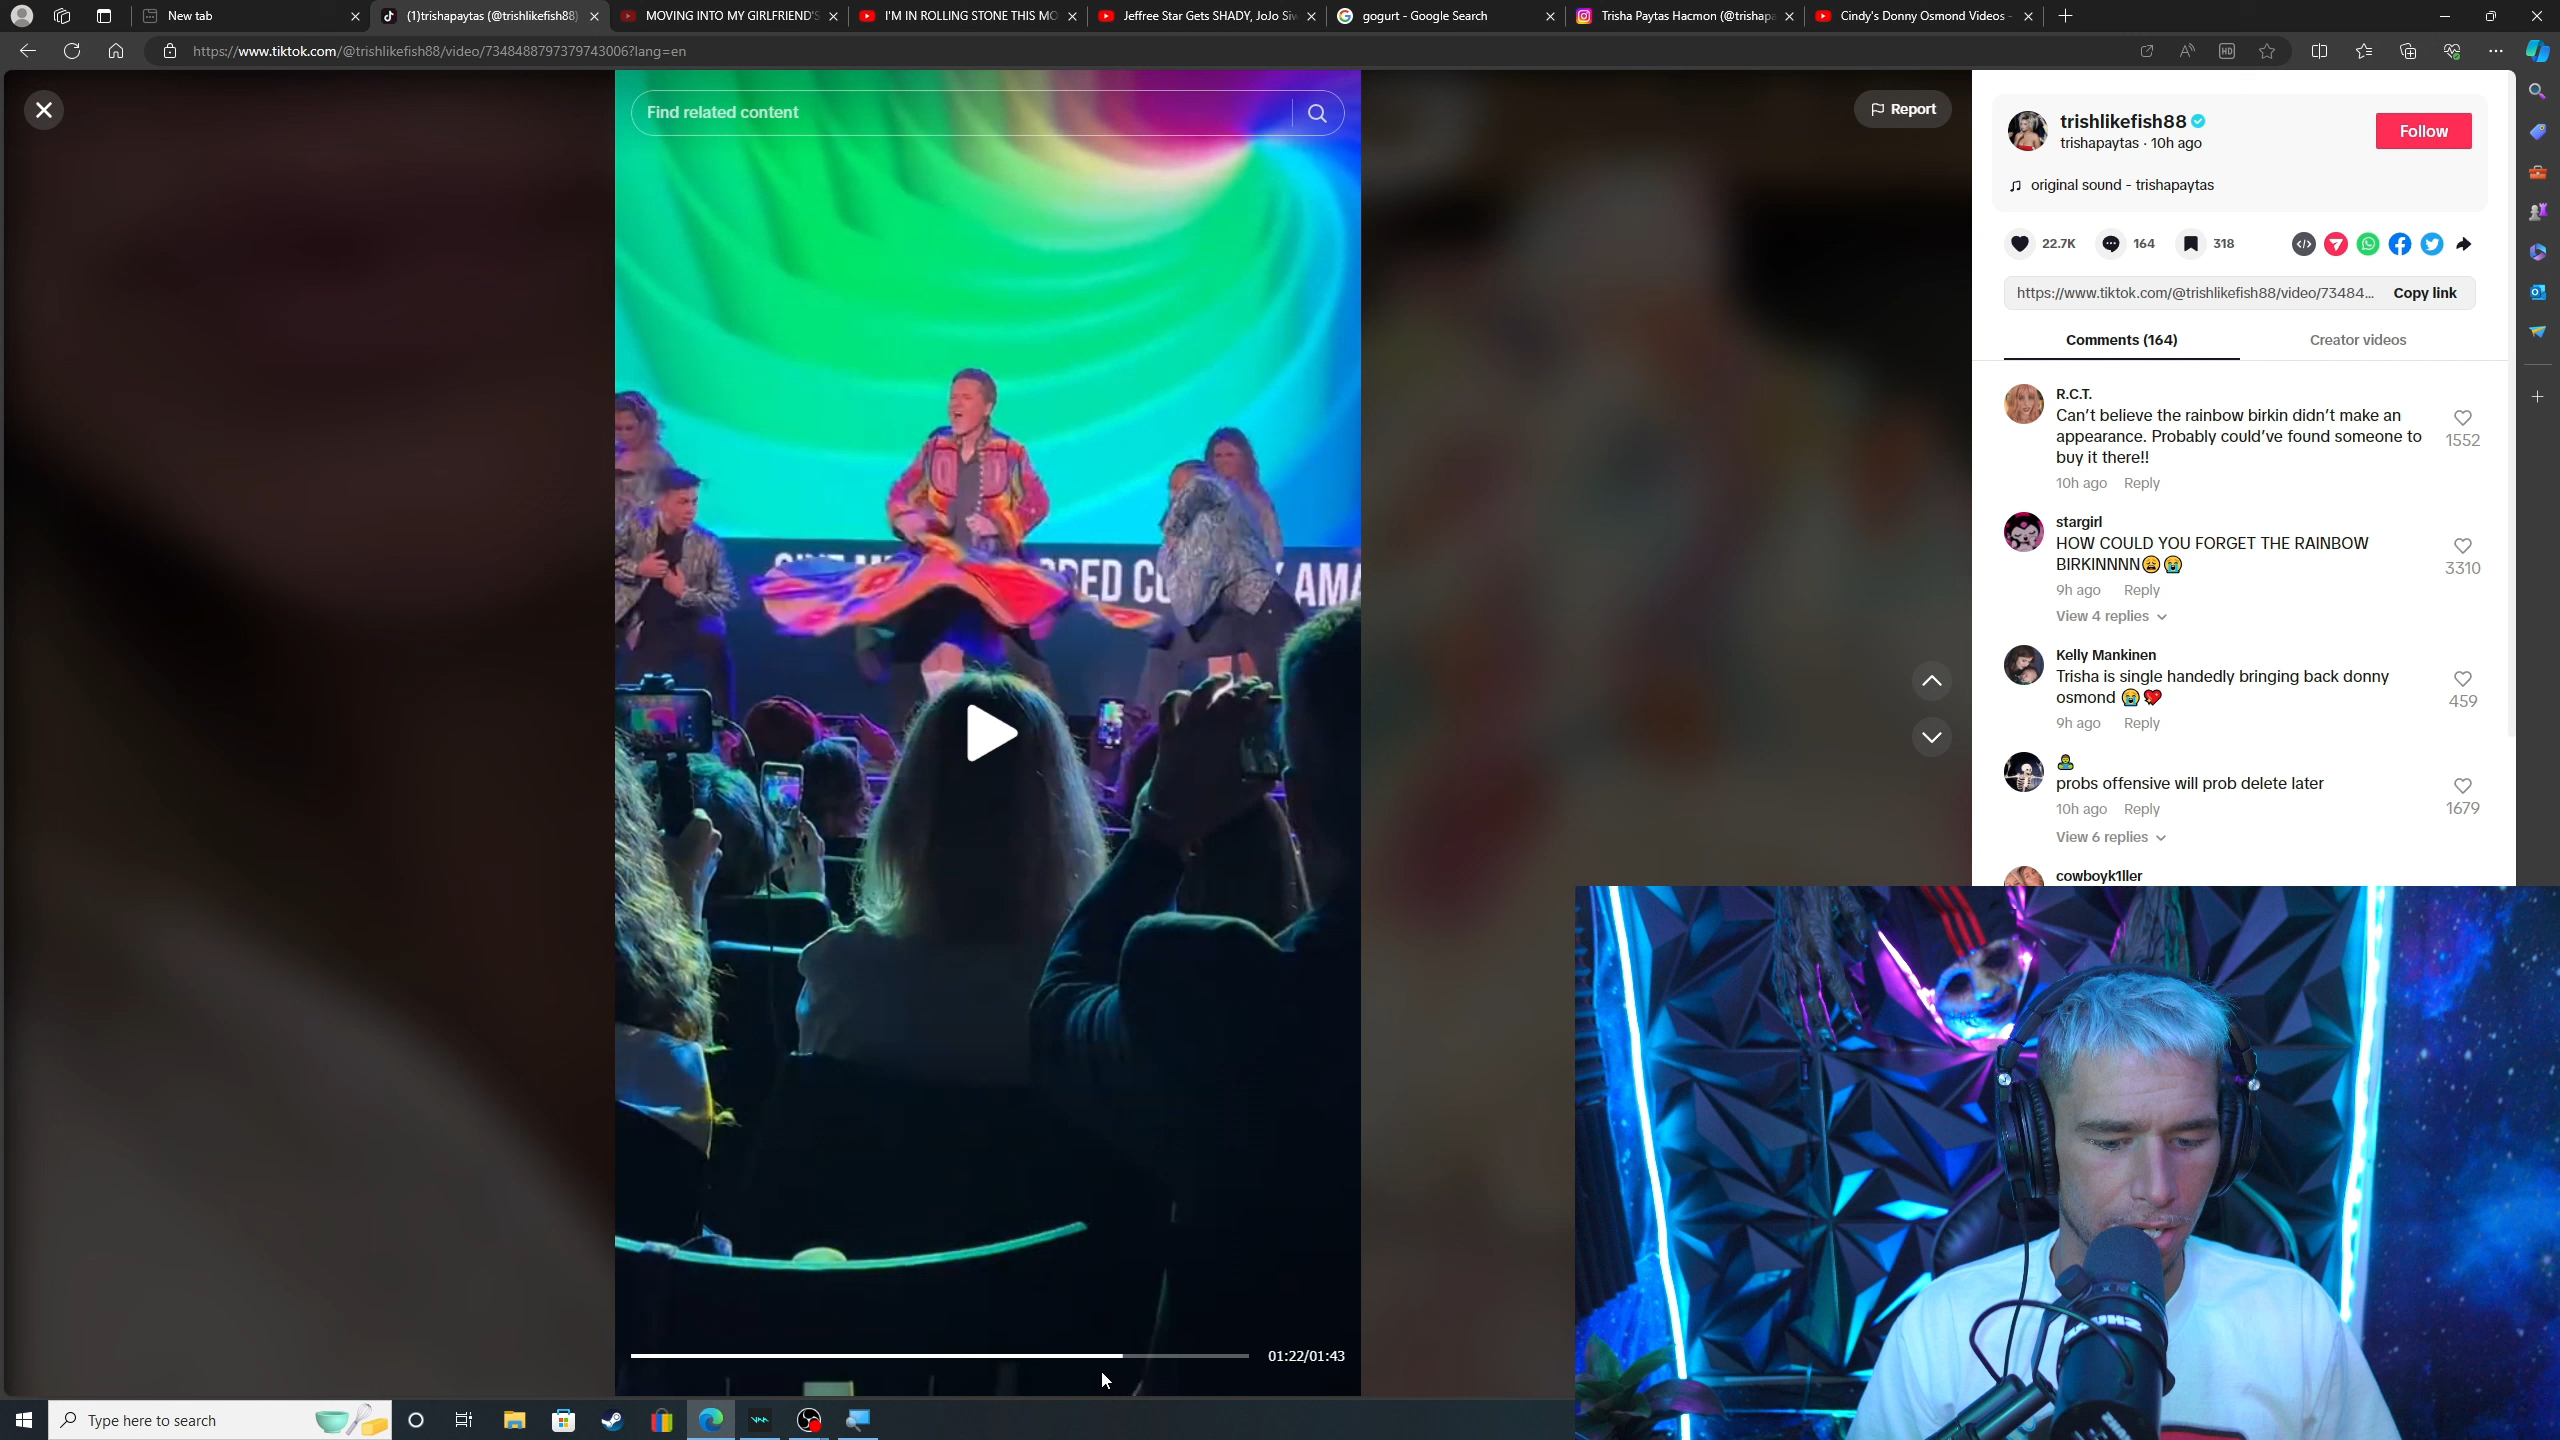 New tab
(1)trishapaytas (@trishlikefish88)
MOVING INTO MY GIRLFRIEND'S
I'M IN ROLLING STONE THIS MO
Jeffree Star Gets SHADY, JoJo Siw
gogurt - Google Search
Trisha Paytas Hacmon (@trishapa
Cindy's Donny Osmond Videos -
https://www.tiktok.com/@trishlikefish88/video/7348488797379743006?lang=en
HD
Find related content
Report
trishlikefish88
trishapaytas · 10h ago
Follow
original sound - trishapaytas
22.7K
164
318
https://www.tiktok.com/@trishlikefish88/video/73484...
Copy link
Comments (164)
Creator videos
R.C.T.
Can't believe the rainbow birkin didn't make an
appearance. Probably could've found someone to
buy it there!!
1552
10h ago Reply
stargirl
HOW COULD YOU FORGET THE RAINBOW
BIRKINNNN😩😭
3310
9h ago Reply
View 4 replies
Kelly Mankinen
Trisha is single handedly bringing back donny
osmond 😭💖
459
9h ago Reply
probs offensive will prob delete later
1679
10h ago Reply
View 6 replies
cowboyk1ller
01:22/01:43
Type here to search